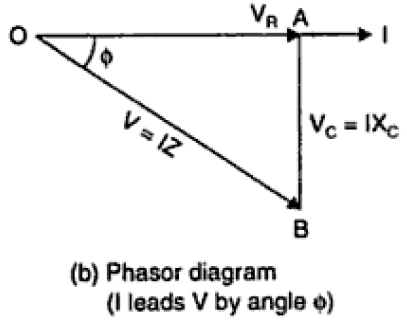 O
V_R
A
I
ϕ
V = IZ
V_C = IX_C
B
(b) Phasor diagram
(I leads V by angle ϕ)